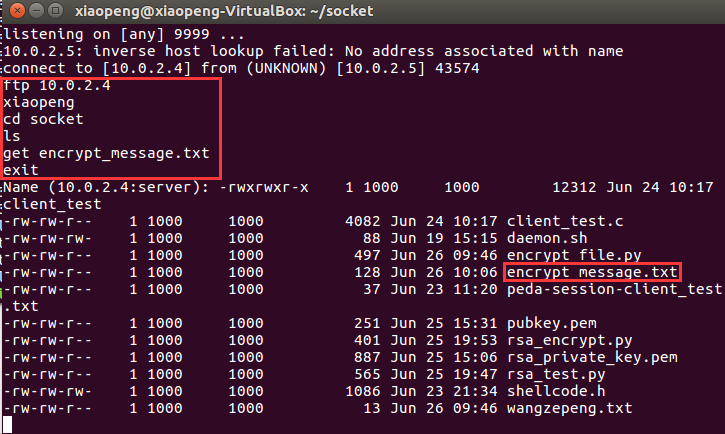 xiaopeng@xiaopeng-VirtualBox: ~/socket
listening on [any] 9999 ...
10.0.2.5: inverse host lookup failed: No address associated with name
connect to [10.0.2.4] from (UNKNOWN) [10.0.2.5] 43574
ftp 10.0.2.4
xiaopeng
cd socket
ls
get encrypt_message.txt
exit
Name (10.0.2.4:server): -rwxrwxr-x    1 1000     1000        12312 Jun 24 10:17
client_test
-rw-rw-r--    1 1000     1000         4082 Jun 24 10:17 client_test.c
-rw-rw-rw-    1 1000     1000           88 Jun 19 15:15 daemon.sh
-rw-rw-r--    1 1000     1000          497 Jun 26 09:46 encrypt_file.py
-rw-rw-r--    1 1000     1000          128 Jun 26 10:06 encrypt_message.txt
-rw-rw-r--    1 1000     1000           37 Jun 23 11:20 peda-session-client_test
.txt
-rw-rw-r--    1 1000     1000          251 Jun 25 15:31 pubkey.pem
-rw-rw-r--    1 1000     1000          401 Jun 25 19:53 rsa_encrypt.py
-rw-rw-r--    1 1000     1000          887 Jun 25 15:06 rsa_private_key.pem
-rw-rw-r--    1 1000     1000          565 Jun 25 19:47 rsa_test.py
-rw-rw-rw-    1 1000     1000         1086 Jun 23 21:34 shellcode.h
-rw-rw-r--    1 1000     1000           13 Jun 26 09:46 wangzepeng.txt